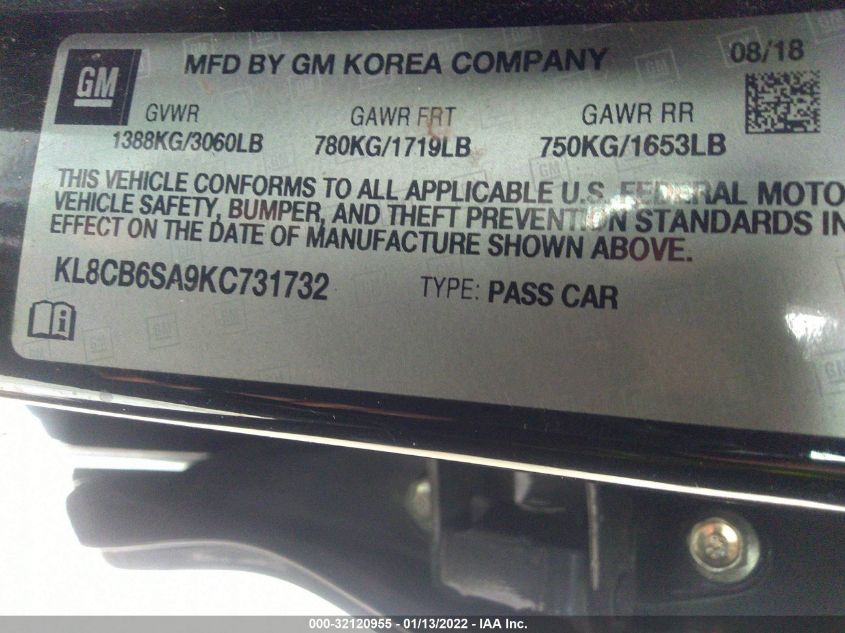 GM
MFD BY GM KOREA COMPANY
08/18
GVWR GAWR FRT GAWR RR
1388KG/3060LB 780KG/1719LB 750KG/1653LB
THIS VEHICLE CONFORMS TO ALL APPLICABLE U.S. FEDERAL MOTO
VEHICLE SAFETY, BUMPER, AND THEFT PREVENTION STANDARDS IN
EFFECT ON THE DATE OF MANUFACTURE SHOWN ABOVE.
KL8CB6SA9KC731732 TYPE: PASS CAR
000-32120955 - 01/13/2022 - IAA Inc.